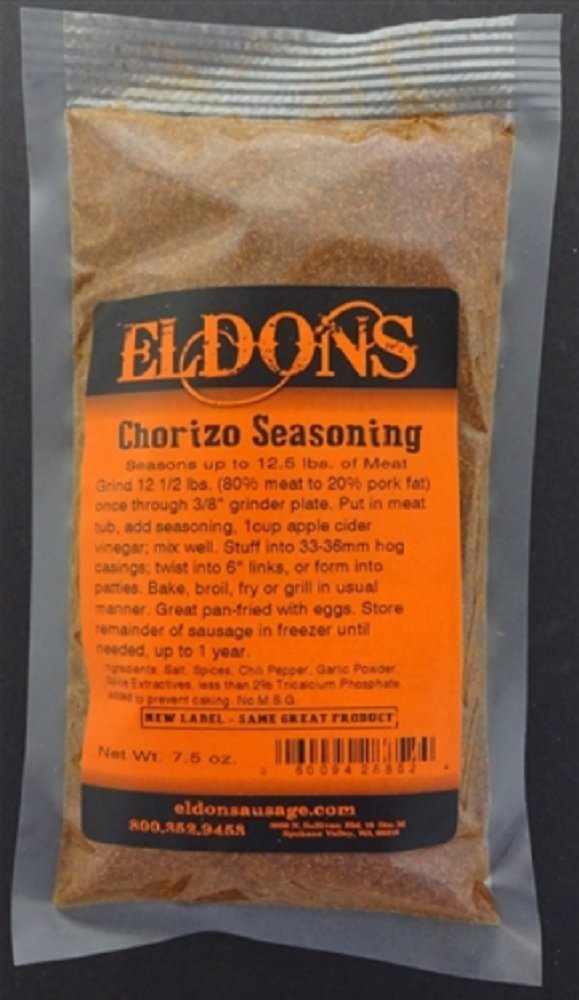 ELDONS
Chorizo Seasoning
Seasons up to 12.5 lbs. of Meat
Grind 12 1/2 lbs. (80% meat to 20% pork fat)
once through 3/8" grinder plate. Put in meat
tub, add seasoning, 1cup apple cider
vinegar; mix well. Stuff into 33-36mm hog
casings; twist into 6" links, or form into
patties. Bake, broil, fry or grill in usual
manner. Great pan-fried with eggs. Store
remainder of sausage in freezer until
needed, up to 1 year.
Ingredients: Salt, Spices, Chili Pepper, Garlic Powder,
Spice Extractives, less than 2% Tricalcium Phosphate
added to prevent caking. No M.S.G.
NEW LABEL - SAME GREAT PRODUCT
Net Wt. 7.5 oz.
eldonsausage.com
800.352.9453
Spokane Valley, WA